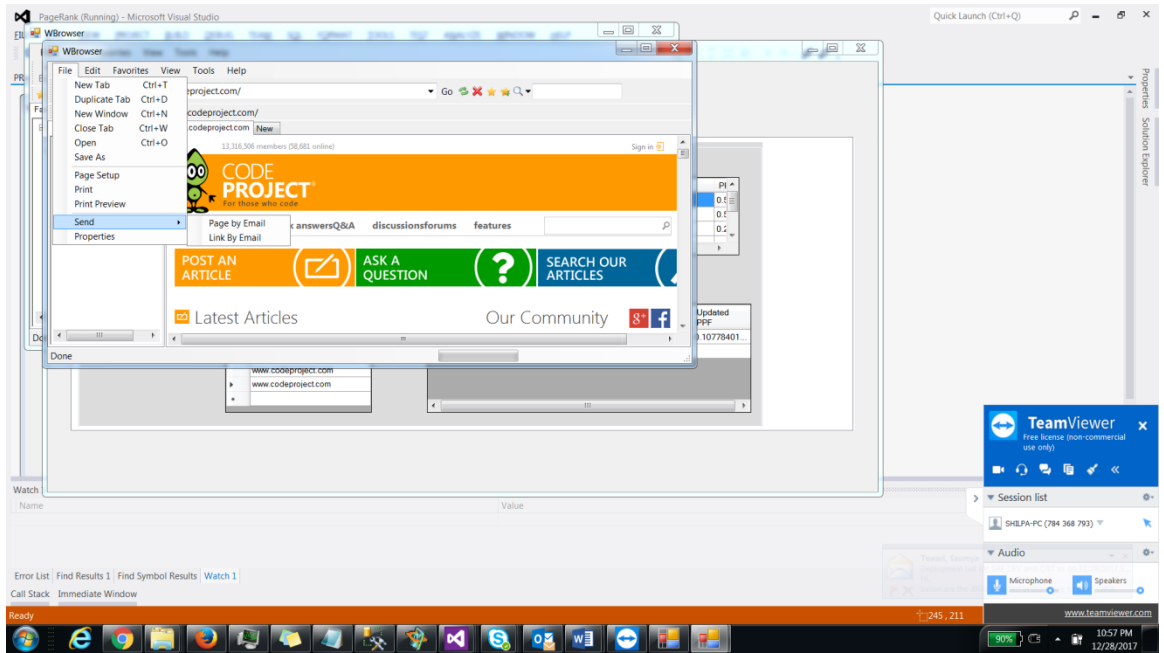 PageRank (Running) - Microsoft Visual Studio
Quick Launch (Ctrl+Q)
WBrowser
WBrowser
File Edit Favorites View Tools Help
New Tab Ctrl+T
Duplicate Tab Ctrl+D
New Window Ctrl+N
Close Tab Ctrl+W
Open Ctrl+O
Save As
Page Setup
Print
Print Preview
Send
Properties
Page by Email
Link By Email
eproject.com/
Go
codeproject.com/
.codeproject.com New
13,316,506 members (58,681 online)
Sign in
CODE
PROJECT
For those who code
answersQ&A discussionsforums features
POST AN
ARTICLE
ASK A
QUESTION
SEARCH OUR
ARTICLES
Latest Articles
Our Community
8+ f
Done
Updated
PPF
0.10778401...
www.codeproject.com
www.codeproject.com
Properties
Solution Explorer
Watch
Name
Value
Error List Find Results 1 Find Symbol Results Watch 1
Call Stack Immediate Window
Ready
245 , 211
TeamViewer
Free license (non-commercial
use only)
Session list
SHILPA-PC (784 368 793)
Audio
Microphone
Speakers
www.teamviewer.com
90%
10:57 PM
12/28/2017